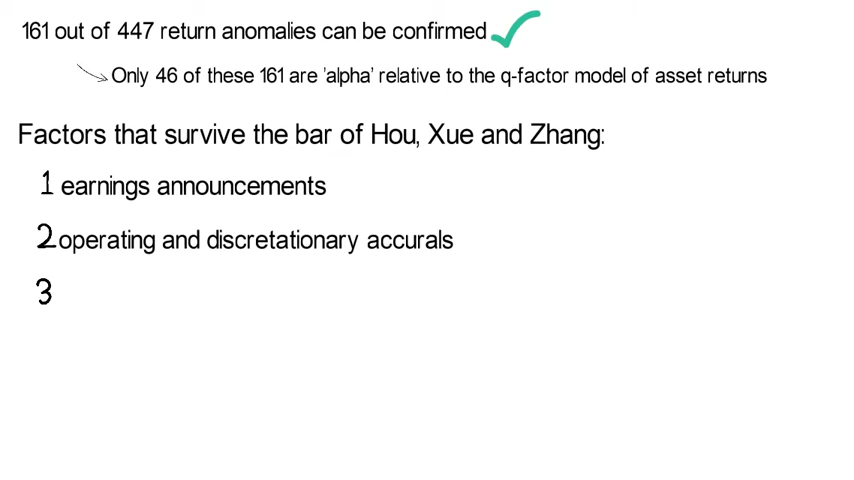 161 out of 447 return anomalies can be confirmed
Only 46 of these 161 are 'alpha' relative to the q-factor model of asset returns
Factors that survive the bar of Hou, Xue and Zhang:
1 earnings announcements
2 operating and discretationary accurals
3